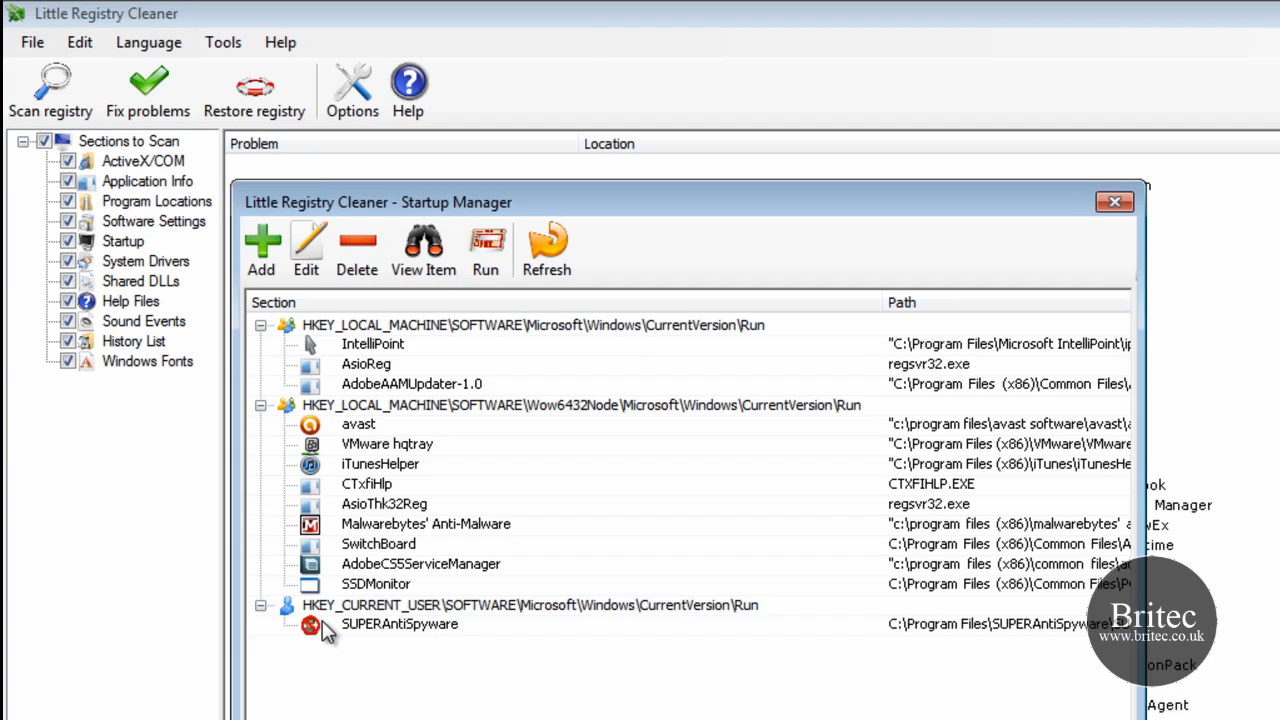 Little Registry Cleaner
File Edit Language Tools Help
Scan registry Fix problems Restore registry Options Help
Sections to Scan
ActiveX/COM
Application Info
Program Locations
Software Settings
Startup
System Drivers
Shared DLLs
Help Files
Sound Events
History List
Windows Fonts
Problem Location
Little Registry Cleaner - Startup Manager
Add Edit Delete View Item Run Refresh
Section Path
HKEY_LOCAL_MACHINE\SOFTWARE\Microsoft\Windows\CurrentVersion\Run
IntelliPoint "C:\Program Files\Microsoft IntelliPoint\ip
AsioReg regsvr32.exe
AdobeAAMUpdater-1.0 "C:\Program Files (x86)\Common Files\
HKEY_LOCAL_MACHINE\SOFTWARE\Wow6432Node\Microsoft\Windows\CurrentVersion\Run
avast "c:\program files\avast software\avast\a
VMware hqtray "C:\Program Files (x86)\VMware\VMware
iTunesHelper "C:\Program Files (x86)\iTunes\iTunesHe
CTxfiHlp CTXFIHLP.EXE
AsioThk32Reg regsvr32.exe
Malwarebytes' Anti-Malware "c:\program files (x86)\malwarebytes' a
SwitchBoard C:\Program Files (x86)\Common Files\A
AdobeCS5ServiceManager "c:\program files (x86)\common files\a
SSDMonitor C:\Program Files (x86)\Common Files\P
HKEY_CURRENT_USER\SOFTWARE\Microsoft\Windows\CurrentVersion\Run
SUPERAntiSpyware C:\Program Files\SUPERAntiSpyware
ook
Manager
wEx
time
onPack
Agent
Britec
www.britec.co.uk